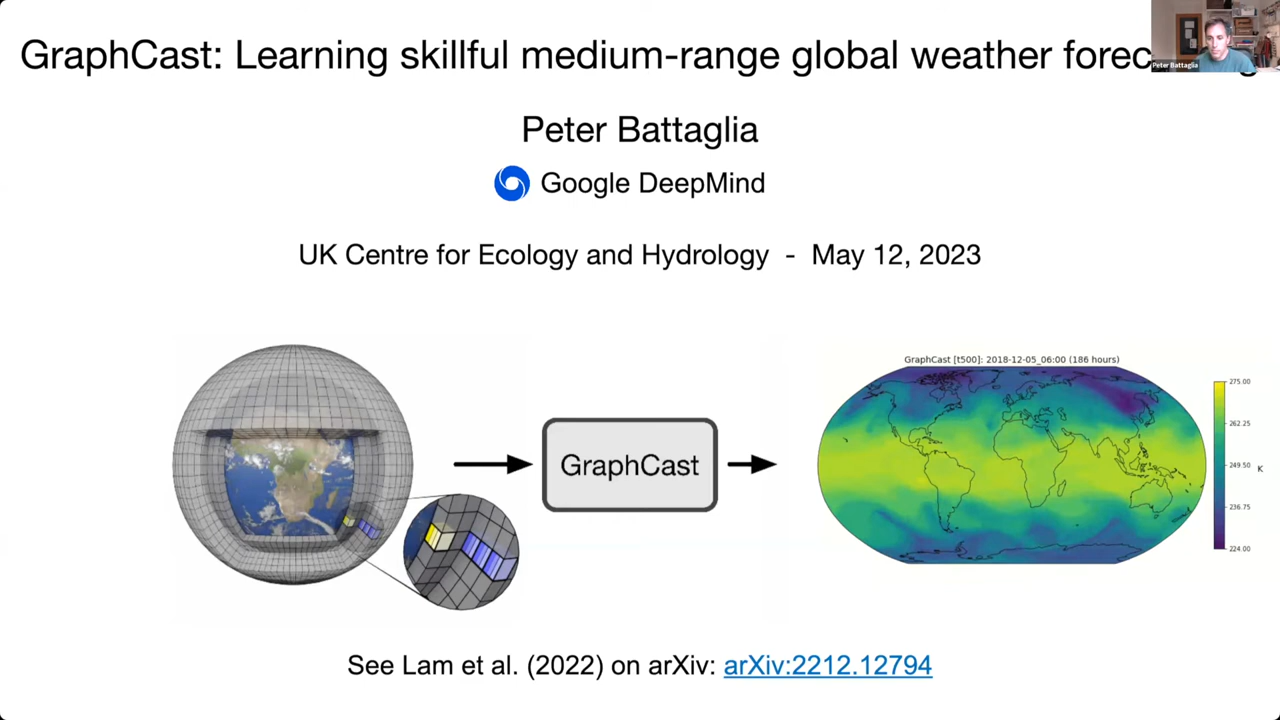 GraphCast: Learning skillful medium-range global weather
Peter Battaglia
Peter Battaglia
Google DeepMind
UK Centre for Ecology and Hydrology - May 12, 2023
GraphCast [t500]: 2018-12-05_06:00 (186 hours)
275.00
262.25
249.50
K
236.75
224.00
GraphCast
See Lam et al. (2022) on arXiv: arXiv:2212.12794